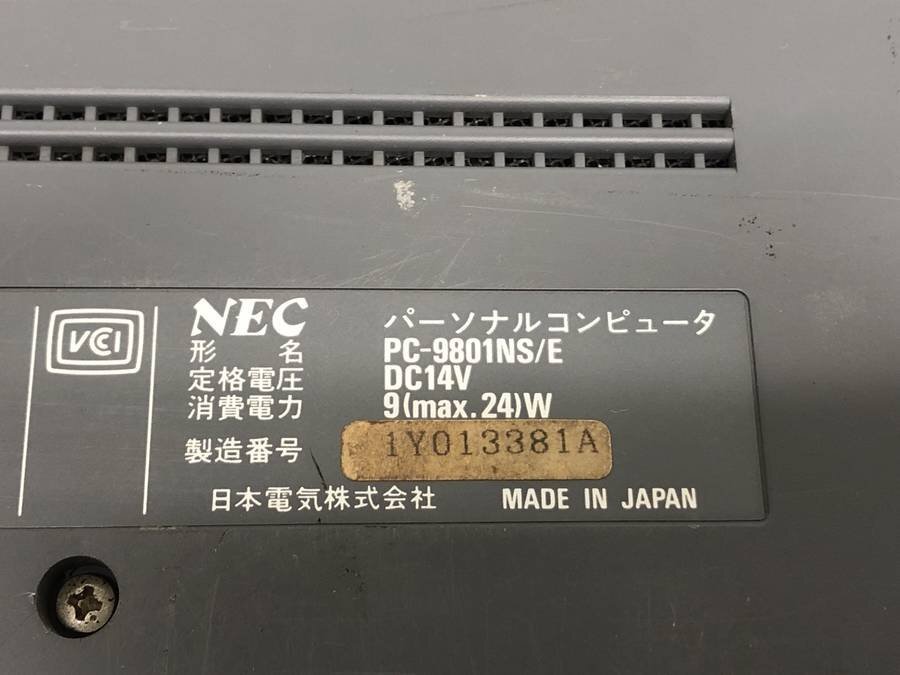 VCCI
NEC パーソナルコンピュータ
形 名 PC-9801NS/E
定格電圧 DC14V
消費電力 9(max.24)W
製造番号 1Y013381A
日本電気株式会社 MADE IN JAPAN